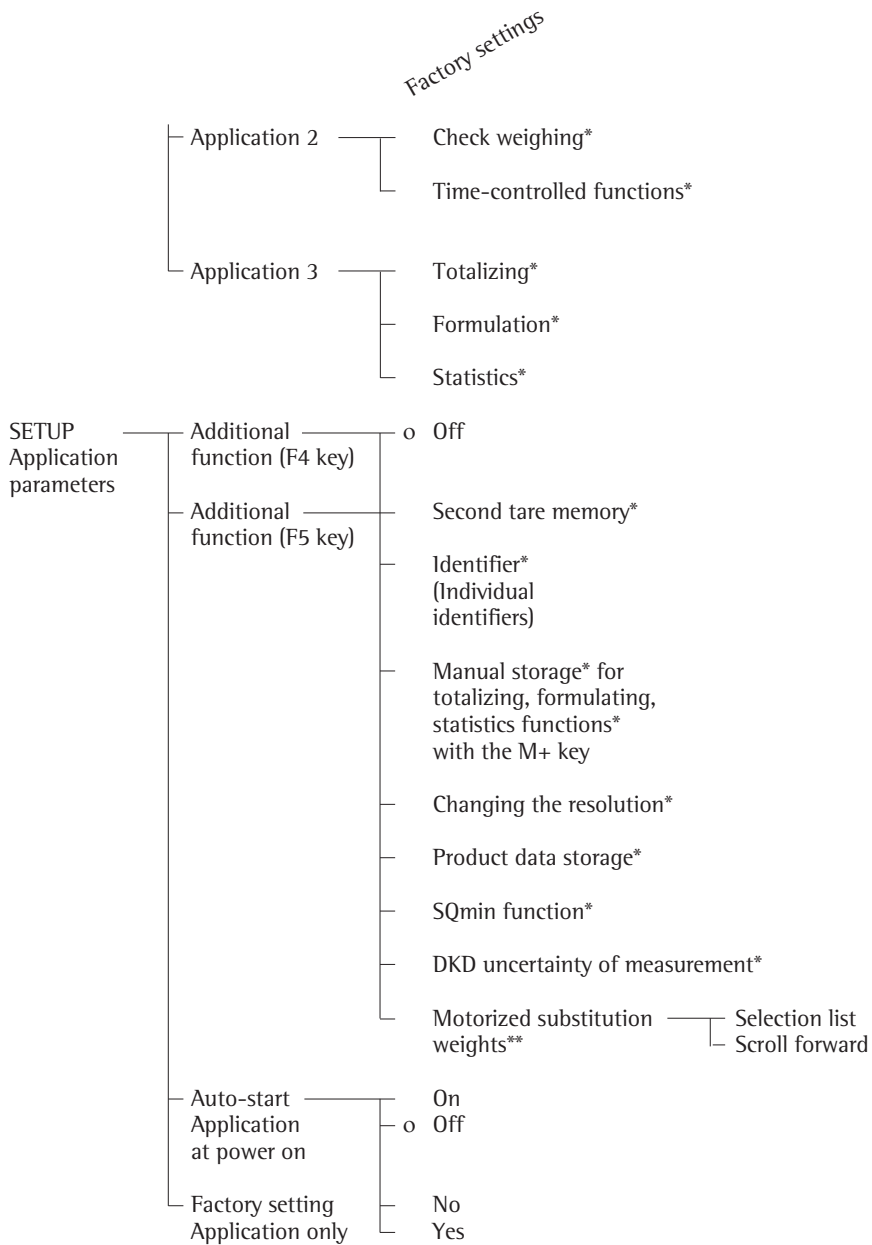 Factory settings
Application 2
Check weighing*
Time-controlled functions*
Application 3
Totalizing*
Formulation*
Statistics*
SETUP
Application
parameters
Additional
function (F4 key)
o Off
Additional
function (F5 key)
Second tare memory*
Identifier*
(Individual
identifiers)
Manual storage* for
totalizing, formulating,
statistics functions*
with the M+ key
Changing the resolution*
Product data storage*
SQmin function*
DKD uncertainty of measurement*
Motorized substitution
weights**
Selection list
Scroll forward
Auto-start
Application
at power on
On
o Off
Factory setting
Application only
No
Yes